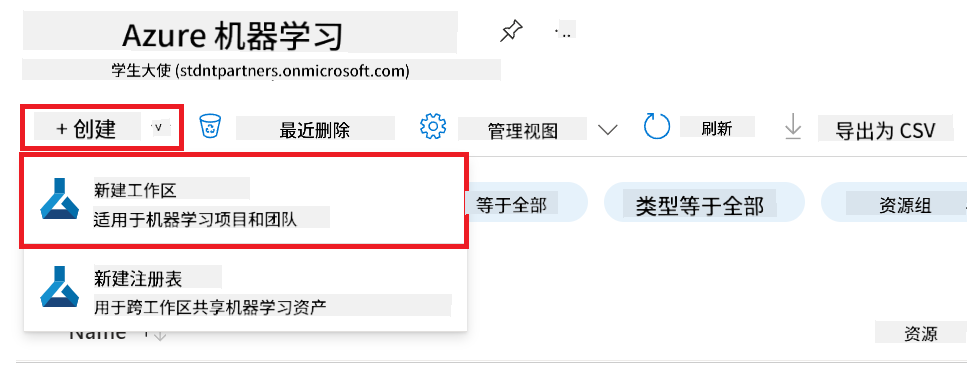 Azure 机器学习
学生大使 (stdntpartners.onmicrosoft.com)
+ 创建
最近删除
管理视图
刷新
导出为 CSV
新建工作区
适用于机器学习项目和团队
等于全部
类型等于全部
资源组
新建注册表
用于跨工作区共享机器学习资产
Name
资源